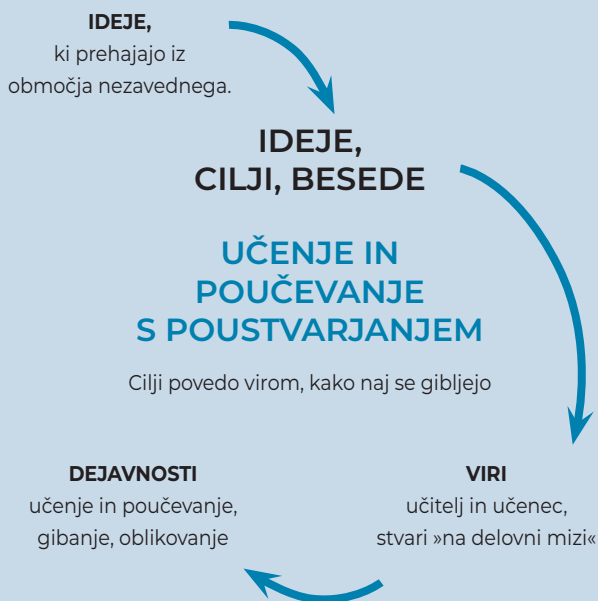 IDEJE,
ki prehajajo iz
območja nezavednega.
IDEJE,
CILJI, BESEDE
UČENJE IN
POUČEVANJE
S POUSTVARJANJEM
Cilji povedo virom, kako naj se gibljejo
DEJAVNOSTI
učenje in poučevanje,
gibanje, oblikovanje
VIRI
učitelj in učenec,
stvari »na delovni mizi«